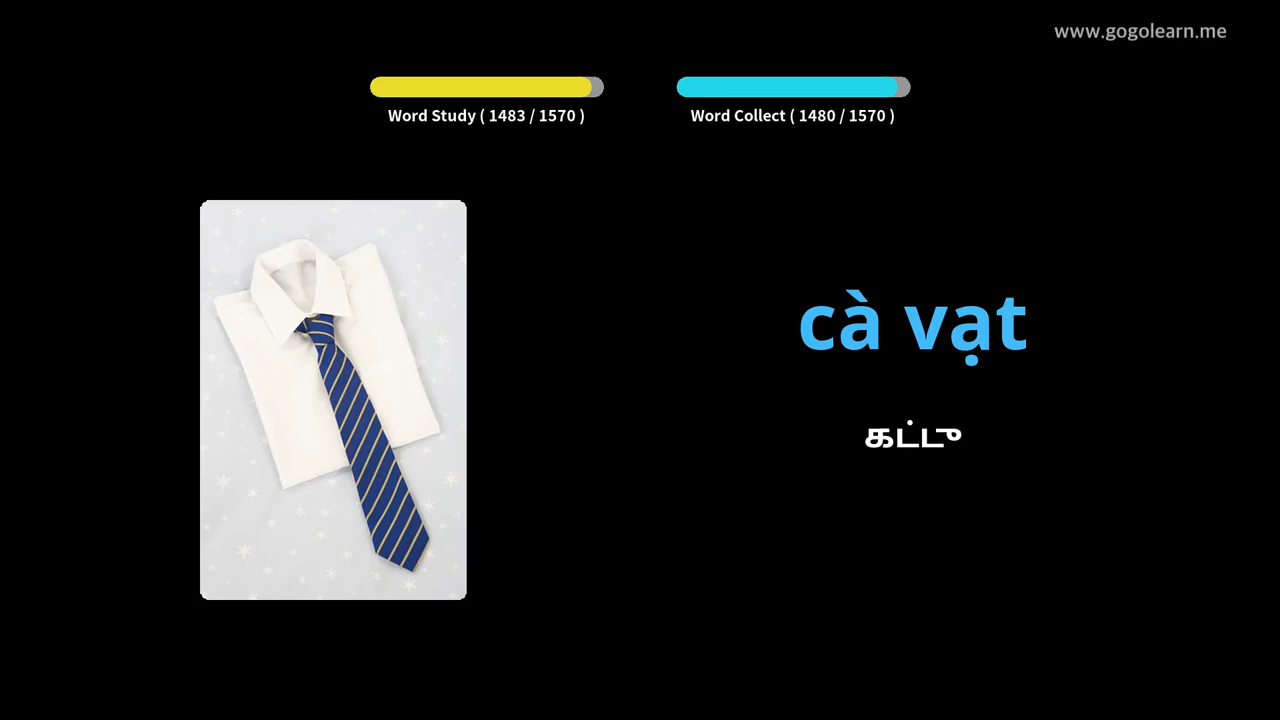 www.gogolearn.me
Word Study ( 1483 / 1570 )
Word Collect ( 1480 / 1570 )
cà vạt
கட்டு